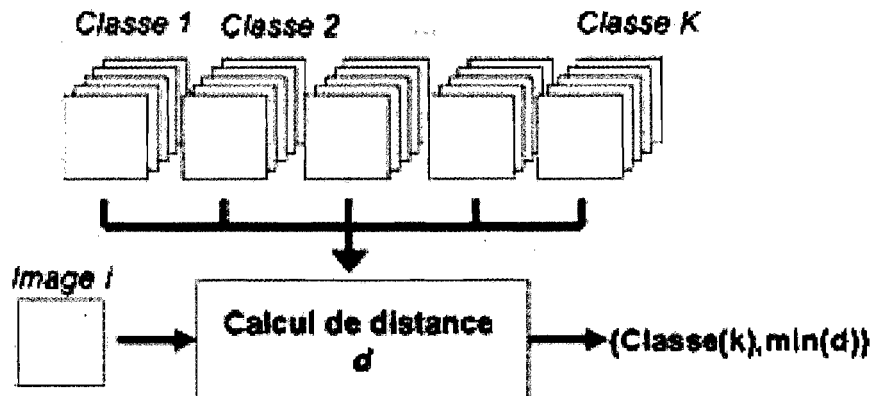 Classe 1 Classe 2 ... Classe K
Image I
Calcul de distance
d
{Classe(k),min(d)}